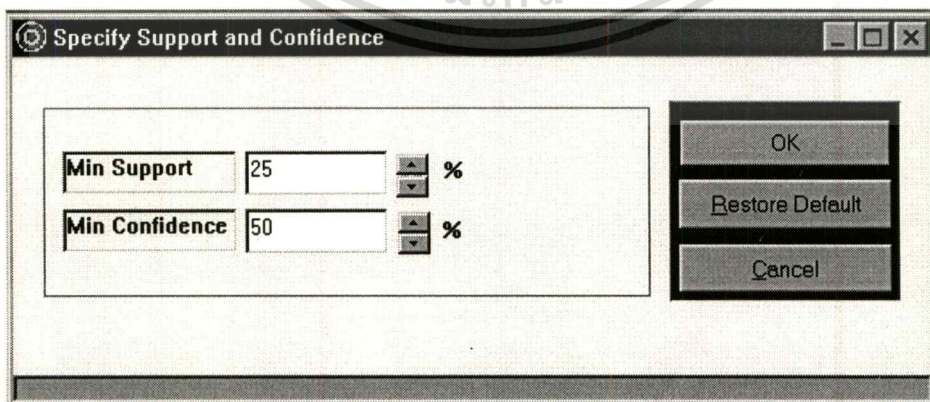 Specify Support and Confidence
Min Support 25 %
Min Confidence 50 %
OK
Restore Default
Cancel